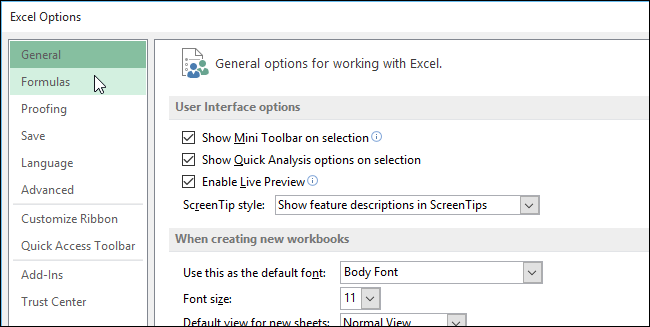 Excel Options
General
Formulas
Proofing
Save
Language
Advanced
Customize Ribbon
Quick Access Toolbar
Add-Ins
Trust Center
General options for working with Excel.
User Interface options
Show Mini Toolbar on selection
Show Quick Analysis options on selection
Enable Live Preview
ScreenTip style: Show feature descriptions in ScreenTips
When creating new workbooks
Use this as the default font: Body Font
Font size: 11
Default view for new sheets: Normal View